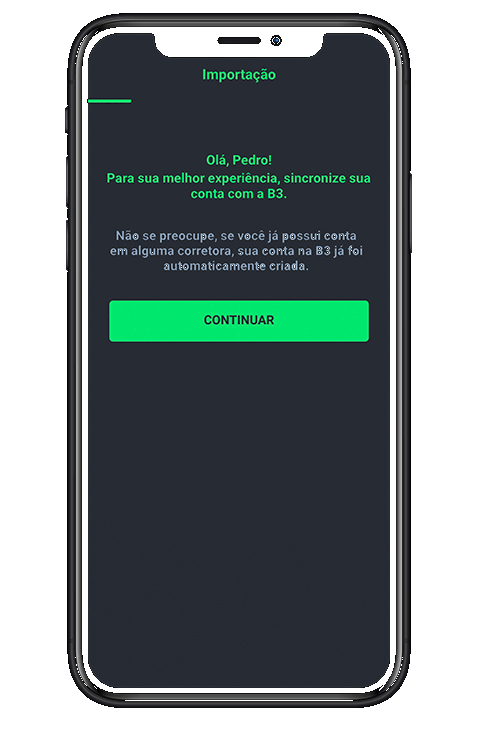 Importação
Olá, Pedro!
Para sua melhor experiência, sincronize sua
conta com a B3.
Não se preocupe, se você já possui conta
em alguma corretora, sua conta na B3 já foi
automaticamente criada.
CONTINUAR